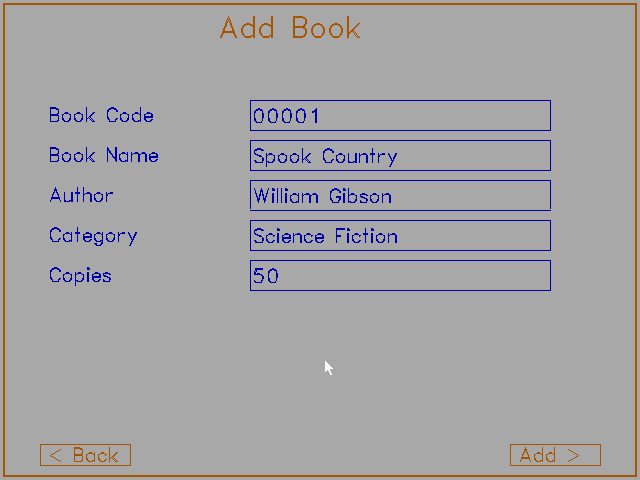 Add Book
Book Code 00001
Book Name Spook Country
Author William Gibson
Category Science Fiction
Copies 50
< Back Add >